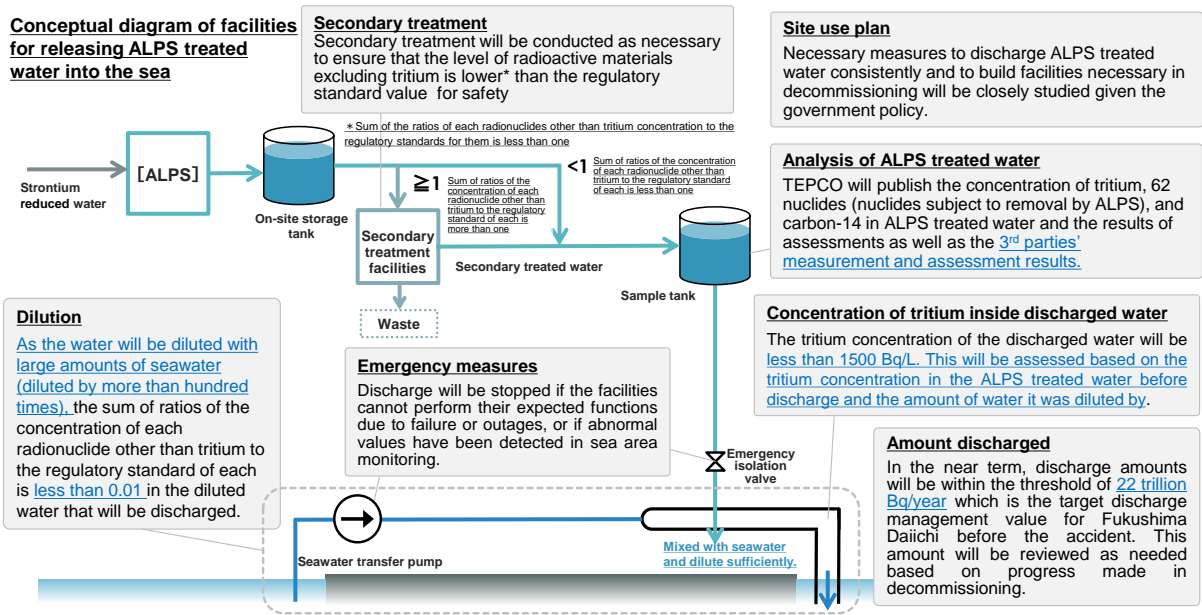 Conceptual diagram of facilities
for releasing ALPS treated
water into the sea
Secondary treatment
Secondary treatment will be conducted as necessary
to ensure that the level of radioactive materials
excluding tritium is lower* than the regulatory
standard value for safety
Site use plan
Necessary measures to discharge ALPS treated
water consistently and to build facilities necessary in
decommissioning will be closely studied given the
government policy.
*Sum of the ratios of each radionuclides other than tritium concentration to the
regulatory standards for them is less than one
Strontium
reduced water
[ALPS]
On-site storage
tank
≧1
Sum of ratios of the
concentration of each
radionuclide other than
tritium to the regulatory
standard of each is
more than one
<1
Sum of ratios of the concentration
of each radionuclide other than
tritium to the regulatory standard
of each is less than one
Secondary
treatment
facilities
Secondary treated water
Waste
Sample tank
Analysis of ALPS treated water
TEPCO will publish the concentration of tritium, 62
nuclides (nuclides subject to removal by ALPS), and
carbon-14 in ALPS treated water and the results of
assessments as well as the 3rd parties'
measurement and assessment results.
Dilution
As the water will be diluted with
large amounts of seawater
(diluted by more than hundred
times), the sum of ratios of the
concentration of each
radionuclide other than tritium to
the regulatory standard of each
is less than 0.01 in the diluted
water that will be discharged.
Emergency measures
Discharge will be stopped if the facilities
cannot perform their expected functions
due to failure or outages, or if abnormal
values have been detected in sea area
monitoring.
Concentration of tritium inside discharged water
The tritium concentration of the discharged water will be
less than 1500 Bq/L. This will be assessed based on the
tritium concentration in the ALPS treated water before
discharge and the amount of water it was diluted by.
Emergency
isolation
valve
Amount discharged
In the near term, discharge amounts
will be within the threshold of 22 trillion
Bq/year which is the target discharge
management value for Fukushima
Daiichi before the accident. This
amount will be reviewed as needed
based on progress made in
decommissioning.
Seawater transfer pump
Mixed with seawater
and dilute sufficiently.